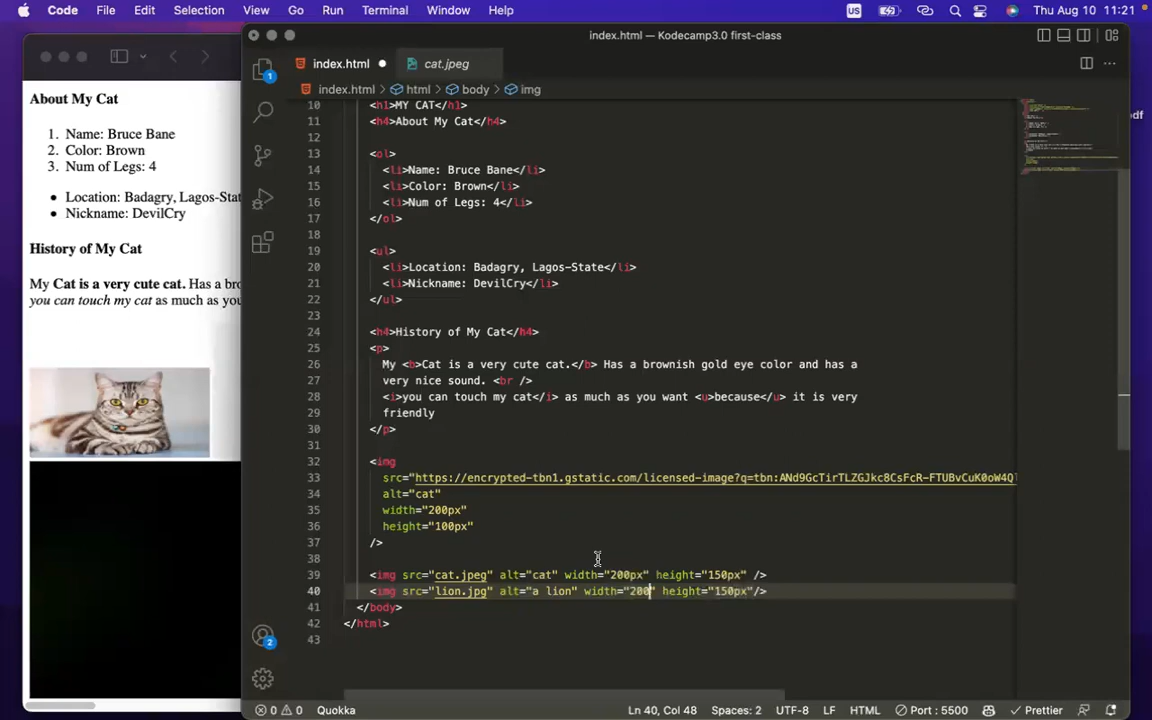 Code File Edit Selection View Go Run Terminal Window Help US Thu Aug 10 11:21
index.html — Kodecamp3.0 first-class
index.html cat.jpeg
index.html > html > body > img
About My Cat
1. Name: Bruce Bane
2. Color: Brown
3. Num of Legs: 4
Location: Badagry, Lagos-Stat
Nickname: DevilCry
History of My Cat
My Cat is a very cute cat. Has a bro
you can touch my cat as much as you
1
10 <h1>MY CAT</h1>
11 <h4>About My Cat</h4>
12
13 <ol>
14 <li>Name: Bruce Bane</li>
15 <li>Color: Brown</li>
16 <li>Num of Legs: 4</li>
17 </ol>
18
19 <ul>
20 <li>Location: Badagry, Lagos-State</li>
21 <li>Nickname: DevilCry</li>
22 </ul>
23
24 <h4>History of My Cat</h4>
25 <p>
26 My <b>Cat is a very cute cat.</b> Has a brownish gold eye color and has a
27 very nice sound. <br />
28 <i>you can touch my cat</i> as much as you want <u>because</u> it is very
29 friendly
30 </p>
31
32 <img
33 src="https://encrypted-tbn1.gstatic.com/licensed-image?q=tbn:ANd9GcTirTLZGJkc8CsFcR-FTUBvCuK0oW4Ql
34 alt="cat"
35 width="200px"
36 height="100px"
37 />
38
39 <img src="cat.jpeg" alt="cat" width="200px" height="150px" />
40 <img src="lion.jpg" alt="a lion" width="200" height="150px"/>
41 </body>
42 </html>
43
2
df
0 0 Quokka Ln 40, Col 48 Spaces: 2 UTF-8 LF HTML Port : 5500 Prettier